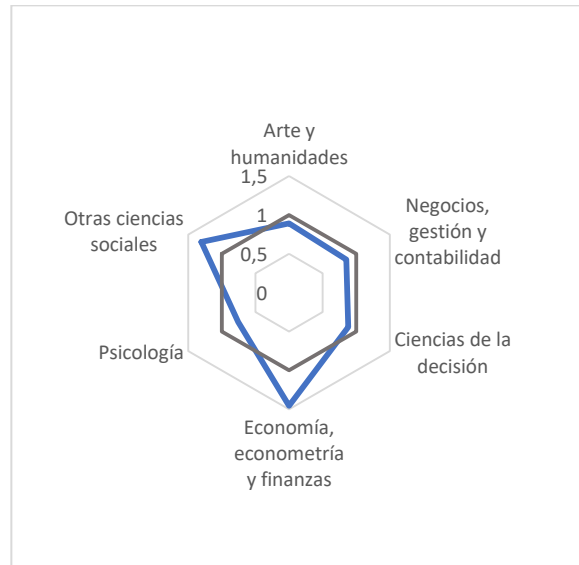 Arte y
humanidades
1,5
Negocios,
gestión y
contabilidad
Otras ciencias
sociales
1
0,5
0
Psicología
Ciencias de la
decisión
Economía,
econometría
y finanzas